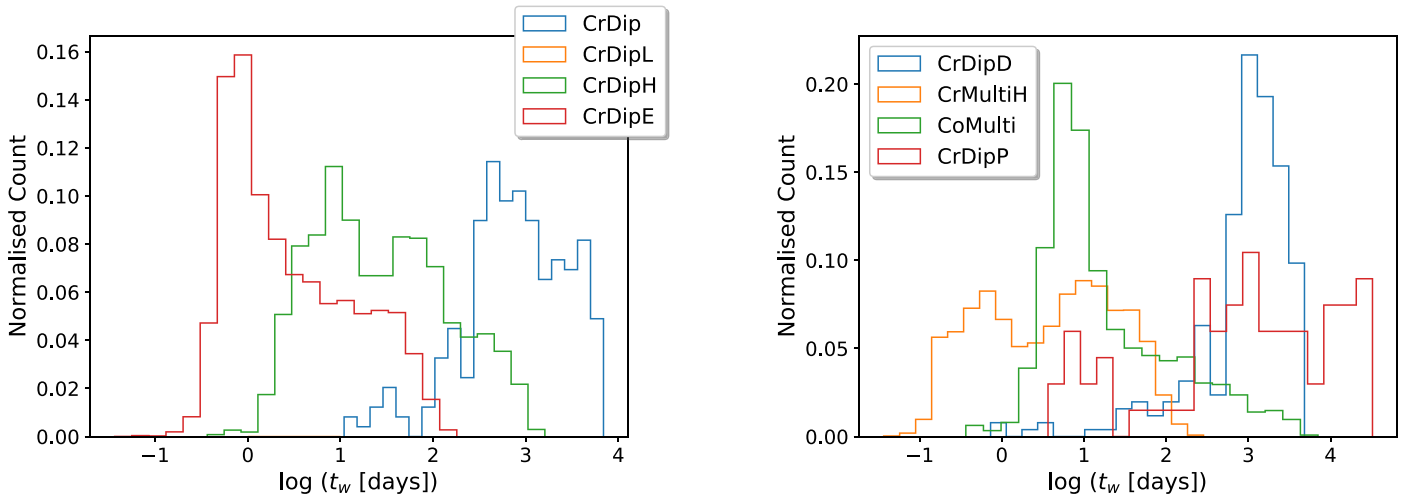 CrDip
CrDipL
CrDipH
CrDipE
0.16
0.14
0.12
0.10
0.08
0.06
0.04
0.02
0.00
Normalised Count
−1
0
1
2
3
4
log (t_w [days])
CrDipD
CrMultiH
CoMulti
CrDipP
0.20
0.15
0.10
0.05
0.00
Normalised Count
−1
0
1
2
3
4
log (t_w [days])